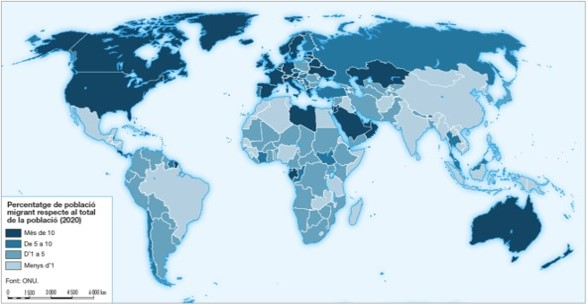 Percentatge de població
migrant respecte al total
de la població (2020)
Més de 10
De 5 a 10
D'1 a 5
Menys d'1
Font: ONU.
0 1 500 3 000 4 500 6 000 km